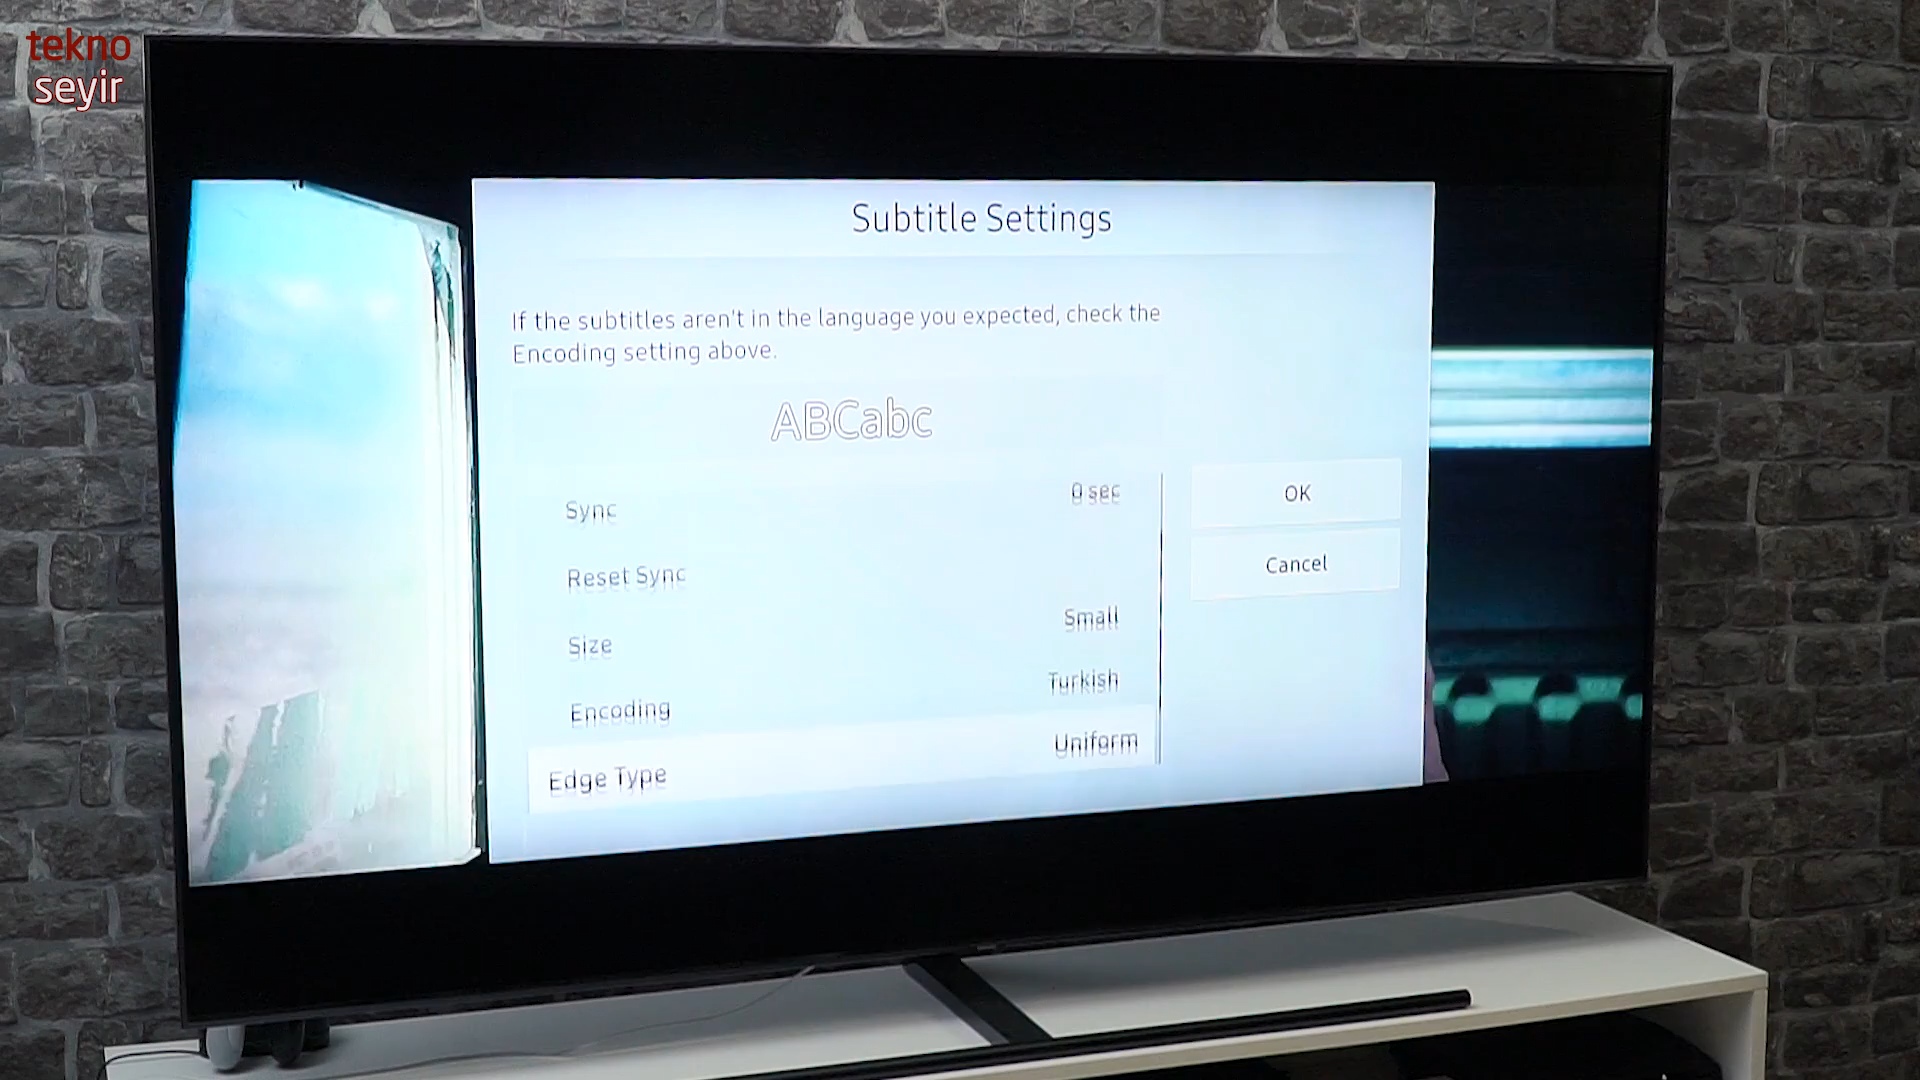 tekno
seyir
Subtitle Settings
If the subtitles aren't in the language you expected, check the
Encoding setting above.
ABCabc
Sync 0 sec
Reset Sync
Size Small
Encoding Turkish
Edge Type Uniform
OK
Cancel